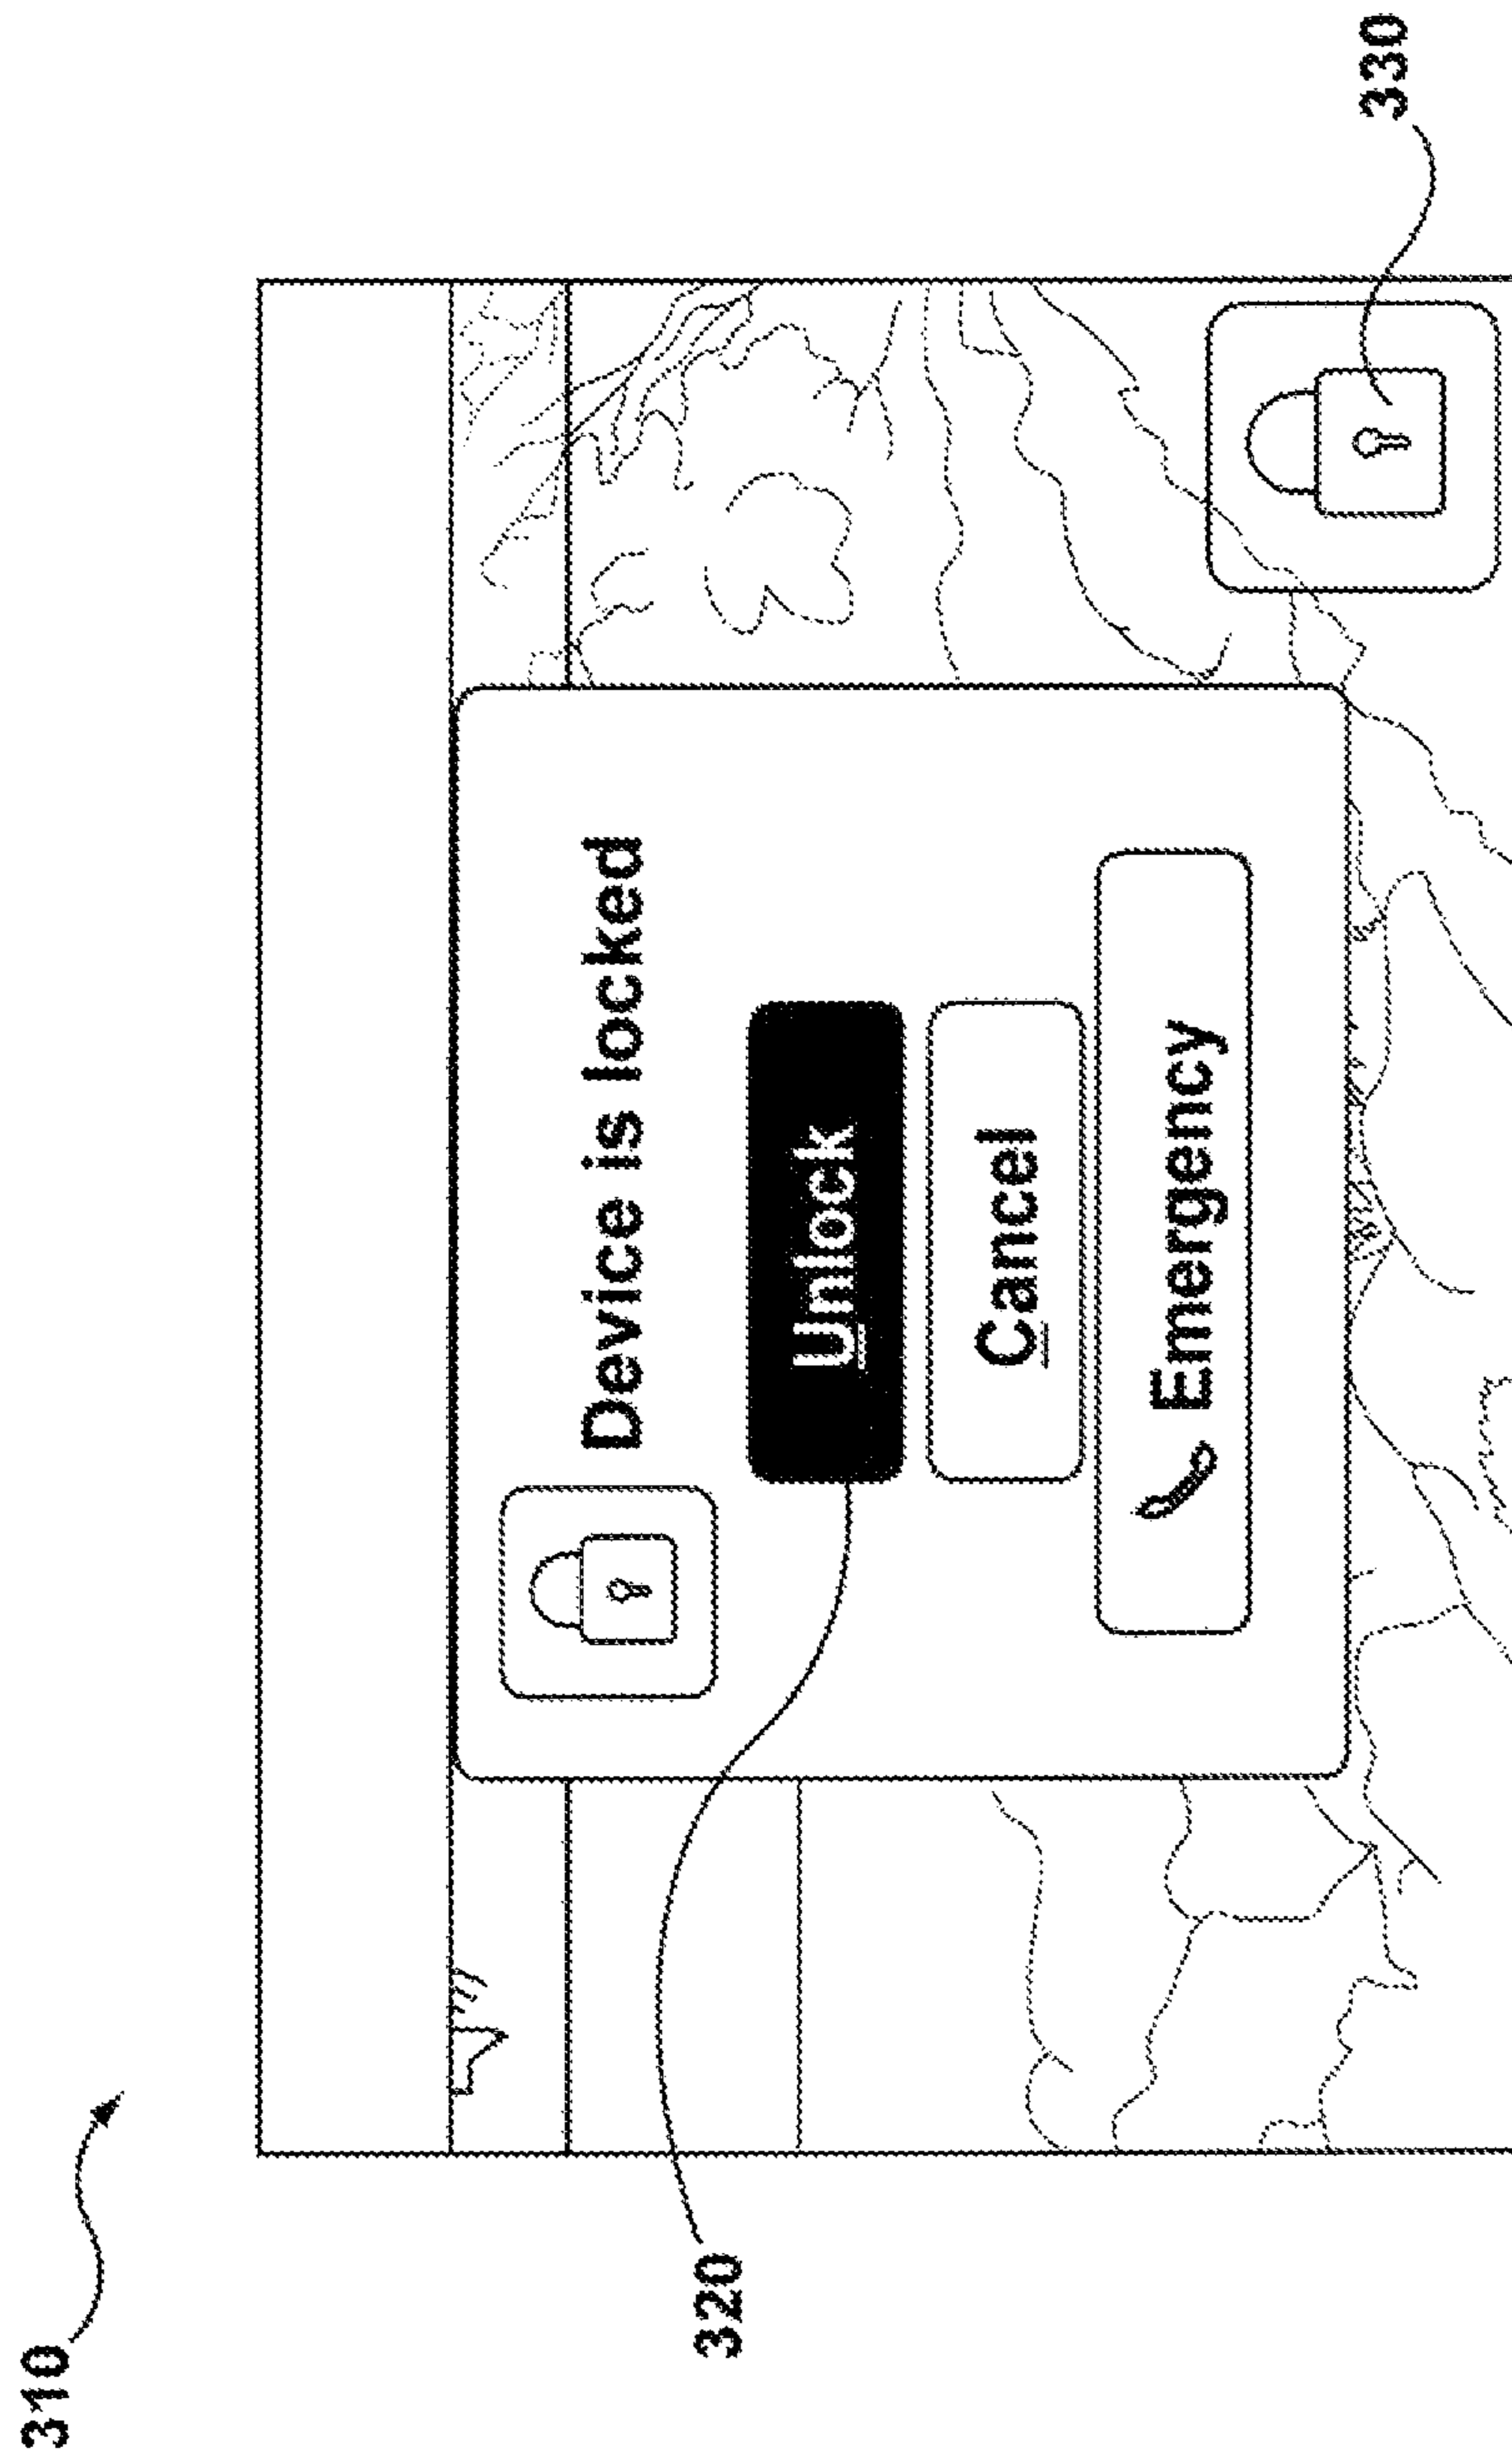 310
330
Device is locked
Unlock
Cancel
Emergency
320